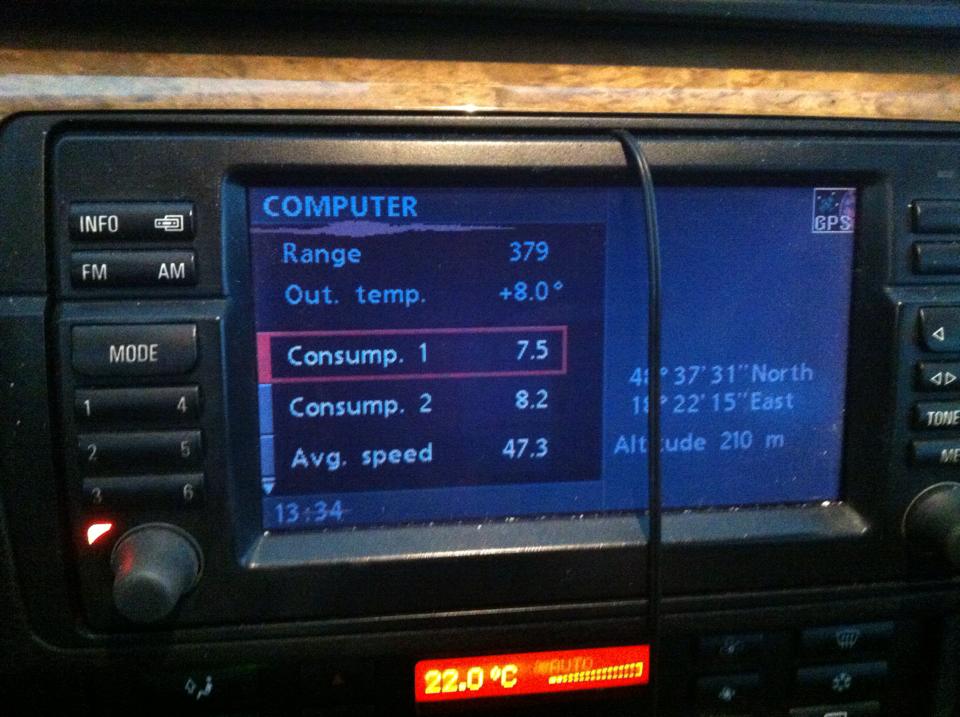 COMPUTER
GPS
Range 379
Out. temp. +8.0°
Consump. 1 7.5
Consump. 2 8.2
Avg. speed 47.3
13:34
37'31"North
22'15"East
Altitude 210 m
INFO
FM AM
MODE
1 4
2 5
3 6
TONE
22.0 °C AUTO